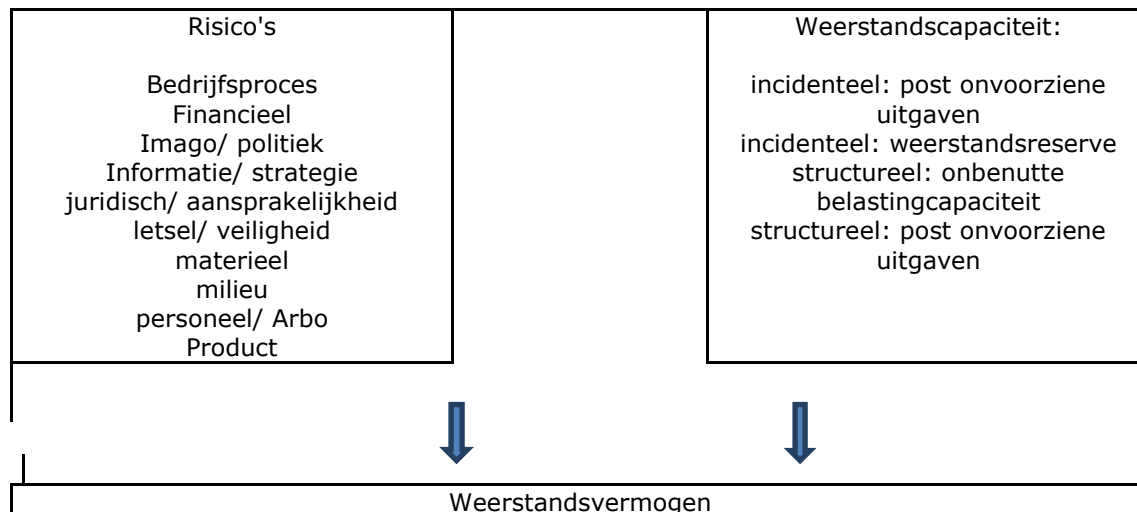 Risico's
Bedrijfsproces
Financieel
Imago/ politiek
Informatie/ strategie
juridisch/ aansprakelijkheid
letsel/ veiligheid
materieel
milieu
personeel/ Arbo
Product
Weerstandscapaciteit:
incidenteel: post onvoorziene
uitgaven
incidenteel: weerstandsreserve
structureel: onbenutte
belastingcapaciteit
structureel: post onvoorziene
uitgaven
Weerstandsvermogen